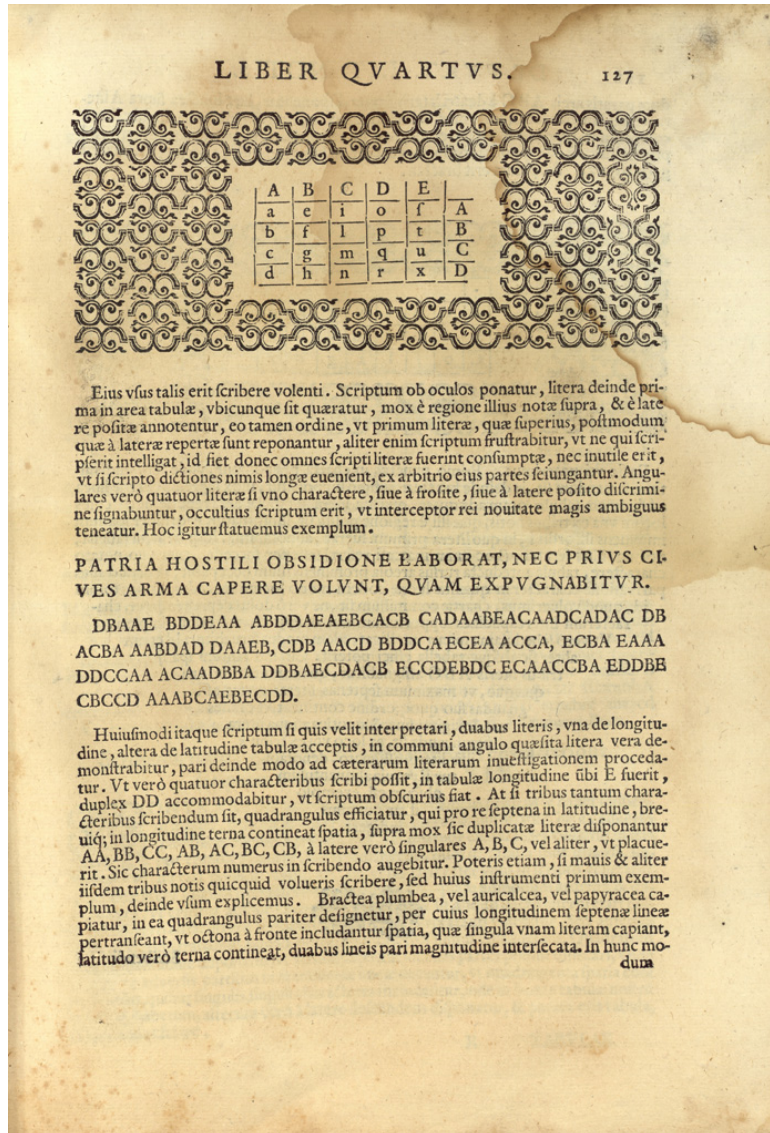 LIBER QVARTVS. 127
A B C D E
a e i o ſ A
b f l p t B
c g m q u C
d h n r x D
Eius vſus talis erit ſcribere volenti. Scriptum ob oculos ponatur, litera deinde pri-
ma in area tabulæ, vbicunque ſit quæratur, mox è regione illius notæ ſupra, & è late
re poſitæ annotentur, eo tamen ordine, vt primum literæ, quæ ſuperius, poſtmodum
quæ à lateræ repertæ ſunt reponantur, aliter enim ſcriptum fruſtrabitur, vt ne qui ſcri-
pſerit intelligat, id fiet donec omnes ſcripti literæ fuerint conſumptæ, nec inutile erit,
vt ſi ſcripto dictiones nimis longæ euenient, ex arbitrio eius partes ſeiungantur. Angu-
lares verò quatuor literæ ſi vno charactere, ſiue à froſite, ſiue à latere poſito diſcrimi-
ne ſignabuntur, occultius ſcriptum erit, vt interceptor rei nouitate magis ambiguus
teneatur. Hoc igitur ſtatuemus exemplum.
PATRIA HOSTILI OBSIDIONE LABORAT, NEC PRIVS CI-
VES ARMA CAPERE VOLVNT, QVAM EXPVGNABITVR.
DBAAE BDDEAA ABDDAEAEBCACB CADAABEACAADCADAC DB
ACBA AABDAD DAAEB, CDB AACD BDDCA ECEA ACCA, ECBA EAAA
DDCCAA ACAADBBA DDBAECDACB ECCDEBDC ECAACCBA EDDBE
CBCCD AAABCAEBECDD.
Huiuſmodi itaque ſcriptum ſi quis velit interpretari, duabus literis, vna de longitu-
dine, altera de latitudine tabulæ acceptis, in communi angulo quæſita litera vera de-
monſtrabitur, pari deinde modo ad cæterarum literarum inueſtigationem proceda-
tur. Vt verò quatuor characteribus ſcribi poſſit, in tabulæ longitudine ubi E fuerit,
duplex DD accommodabitur, vt ſcriptum obſcurius fiat. At ſi tribus tantum chara-
cteribus ſcribendum ſit, quadrangulus efficiatur, qui pro re ſeptena in latitudine, bre-
uiq; in longitudine terna contineat ſpatia, ſupra mox ſic duplicatæ literæ diſponantur
AA, BB, CC, AB, AC, BC, CB, à latere verò ſingulares A, B, C, vel aliter, vt placue-
rit. Sic characterum numerus in ſcribendo augebitur. Poteris etiam, ſi mauis & aliter
iiſdem tribus notis quicquid volueris ſcribere, ſed huius inſtrumenti primum exem-
plum, deinde vſum explicemus. Bractea plumbea, vel auricalcea, vel papyracea ca-
piatur, in ea quadrangulus pariter deſignetur, per cuius longitudinem ſeptenæ lineæ
pertranſeant, vt octona à fronte includantur ſpatia, quæ ſingula vnam literam capiant,
latitudo verò terna contineat, duabus lineis pari magnitudine interſecata. In hunc mo-
dum